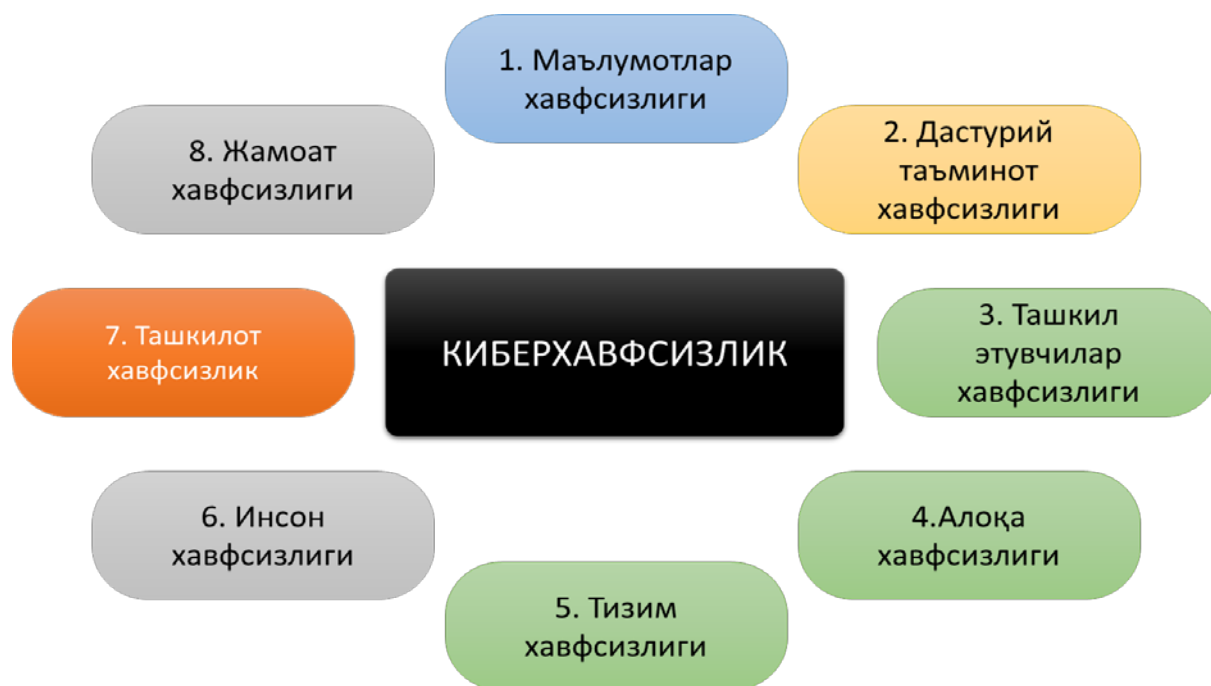 1. Маълумотлар
хавфсизлиги
2. Дастурий
таъминот
хавфсизлиги
3. Ташкил
этувчилар
хавфсизлиги
4.Алоқа
хавфсизлиги
5. Тизим
хавфсизлиги
6. Инсон
хавфсизлиги
7. Ташкилот
хавфсизлик
8. Жамоат
хавфсизлиги
КИБЕРХАВФСИЗЛИК